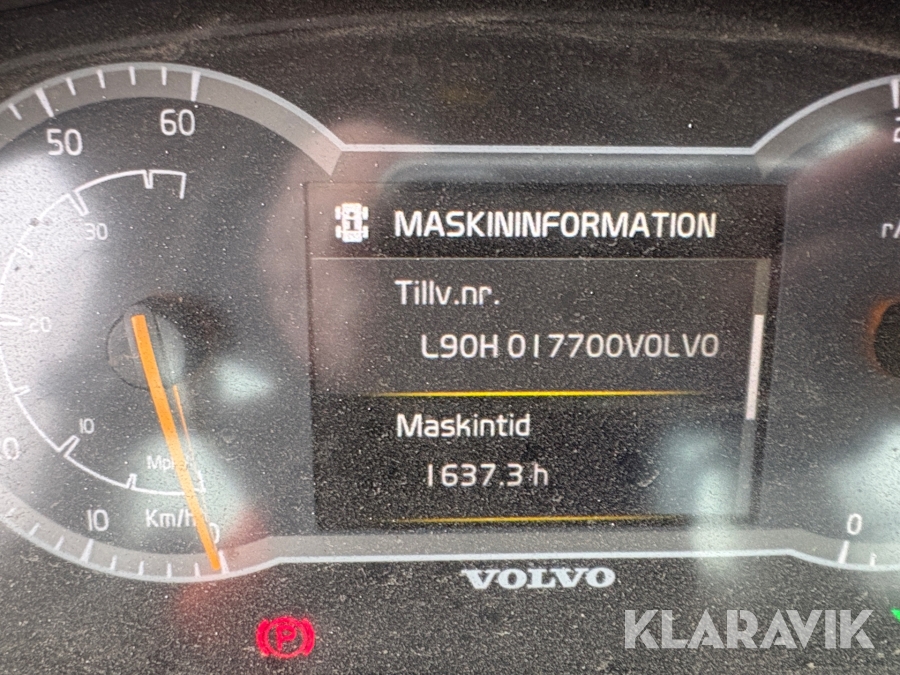 60
50
30
20
10
10
Mph
Km/h
0
MASKININFORMATION
Tillv.nr.
L90H 017700VOLVO
Maskintid
1637.3 h
VOLVO
P
0
KLARAVIK